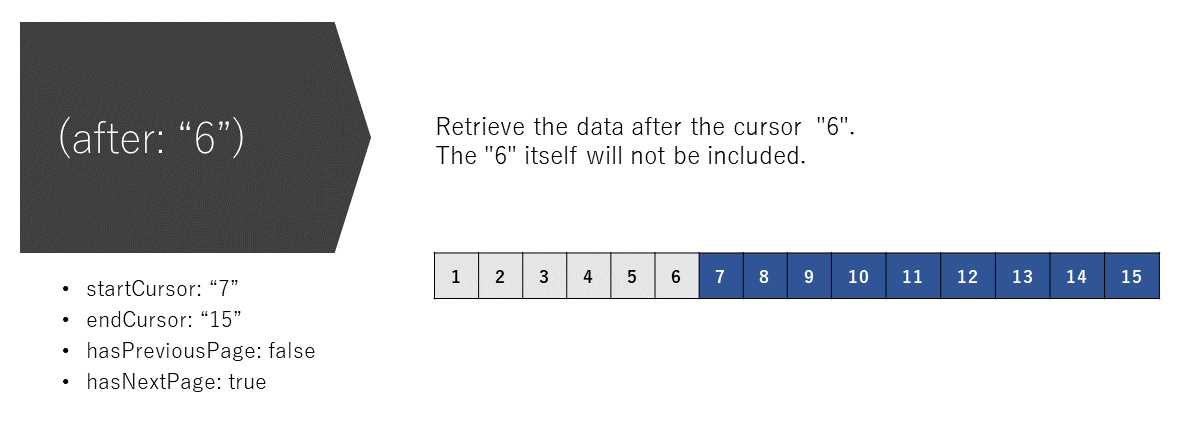 (after: “6”)
Retrieve the data after the cursor  "6".
The "6" itself will not be included.
1 2 3 4 5 6 7 8 9 10 11 12 13 14 15
• startCursor: “7”
• endCursor: “15”
• hasPreviousPage: false
• hasNextPage: true